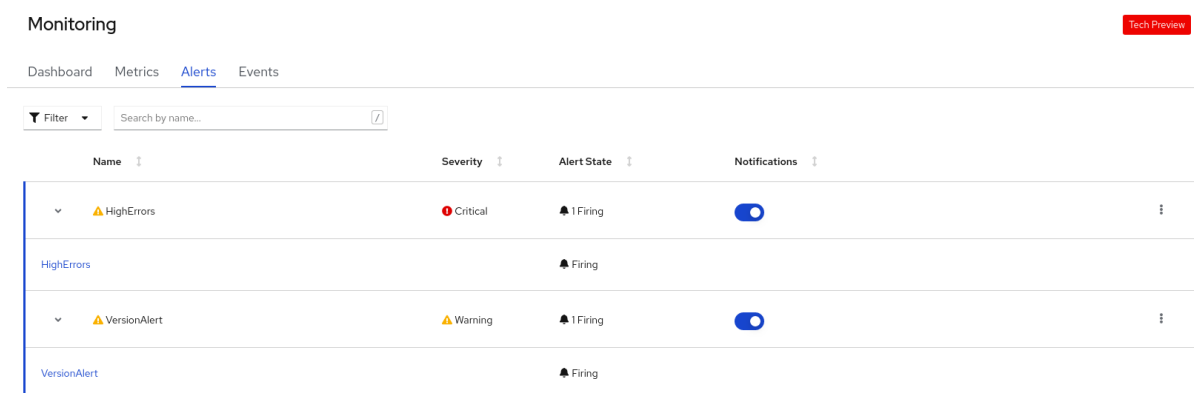 Monitoring
Tech Preview
Dashboard Metrics Alerts Events
Filter Search by name... /
Name Severity Alert State Notifications
HighErrors Critical 1 Firing
HighErrors Firing
VersionAlert Warning 1 Firing
VersionAlert Firing